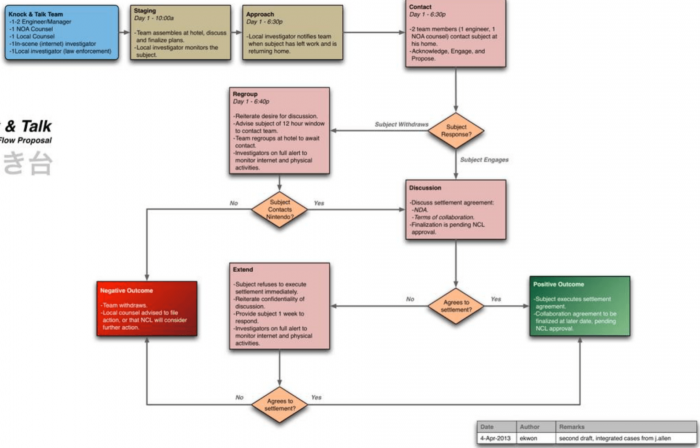 Knock & Talk Team
-1-2 Engineer/Manager
-1 NOA Counsel
-1 Local Counsel
-1 In-scene (internet) investigator
-1 Local investigator (law enforcement)
Staging
Day 1 - 10:00a
-Team assembles at hotel, discuss
and finalize plans.
-Local investigator monitors the
subject.
Approach
Day 1 - 6:30p
-Local investigator notifies team
when subject has left work and is
returning home.
Contact
Day 1 - 6:30p
-2 team members (1 engineer, 1
NOA counsel) contact subject at
his home.
-Acknowledge, Engage, and
Propose.
& Talk
Flow Proposal
き台
Regroup
Day 1 - 6:40p
-Reiterate desire for discussion.
-Advise subject of 12 hour window
to contact team.
-Team regroups at hotel to await
contact.
-Investigators on full alert to
monitor internet and physical
activities.
Subject Withdraws
Subject
Response?
Subject Engages
No
Subject
Contacts
Nintendo?
Yes
Discussion
-Discuss settlement agreement:
-NDA.
-Terms of collaboration.
-Finalization is pending NCL
approval.
Negative Outcome
-Team withdraws.
-Local counsel advised to file
action, or that NCL will consider
further action.
Extend
-Subject refuses to execute
settlement immediately.
-Reiterate confidentiality of
discussion.
-Provide subject 1 week to
respond.
-Investigators on full alert to
monitor internet and physical
activities.
No
Agrees to
settlement?
Yes
Positive Outcome
-Subject executes settlement
agreement.
-Collaboration agreement to be
finalized at later date, pending
NCL approval
No
Agrees to
settlement?
Yes
Date Author Remarks
4-Apr-2013 ekwon second draft, integrated cases from j.allen